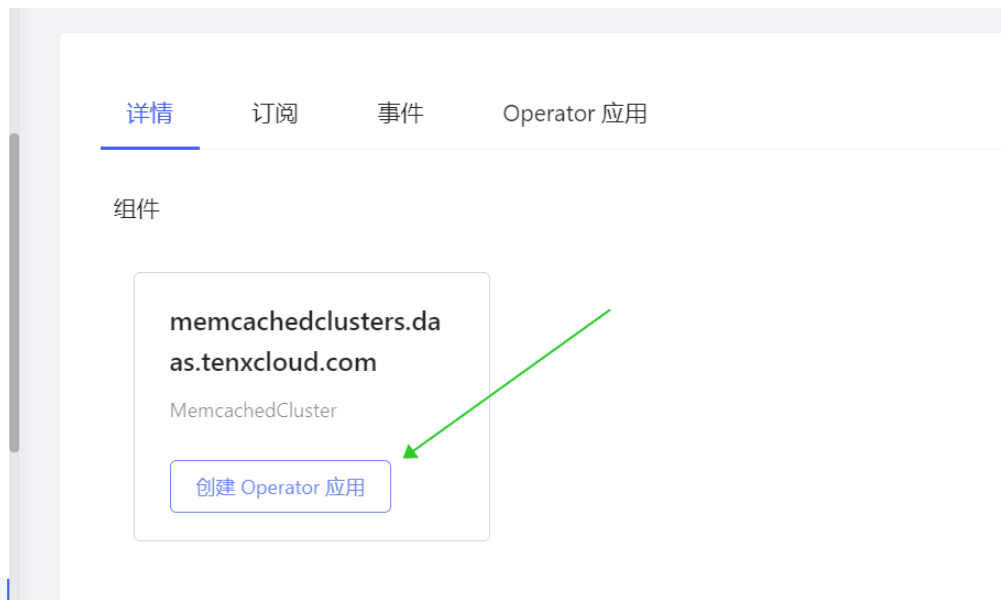 详情 订阅 事件 Operator 应用
组件
memcachedclusters.da
as.tenxcloud.com
MemcachedCluster
创建 Operator 应用